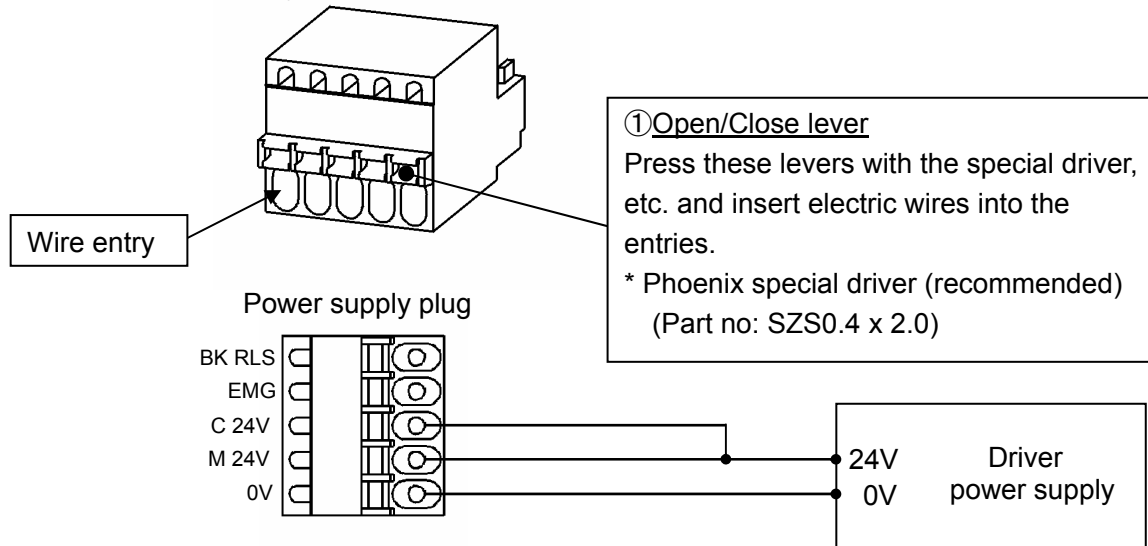 ①Open/Close lever
Press these levers with the special driver,
etc. and insert electric wires into the
entries.
* Phoenix special driver (recommended)
(Part no: SZS0.4 x 2.0)
Wire entry
Power supply plug
BK RLS
EMG
C 24V
M 24V
0V
24V
0V
Driver
power supply